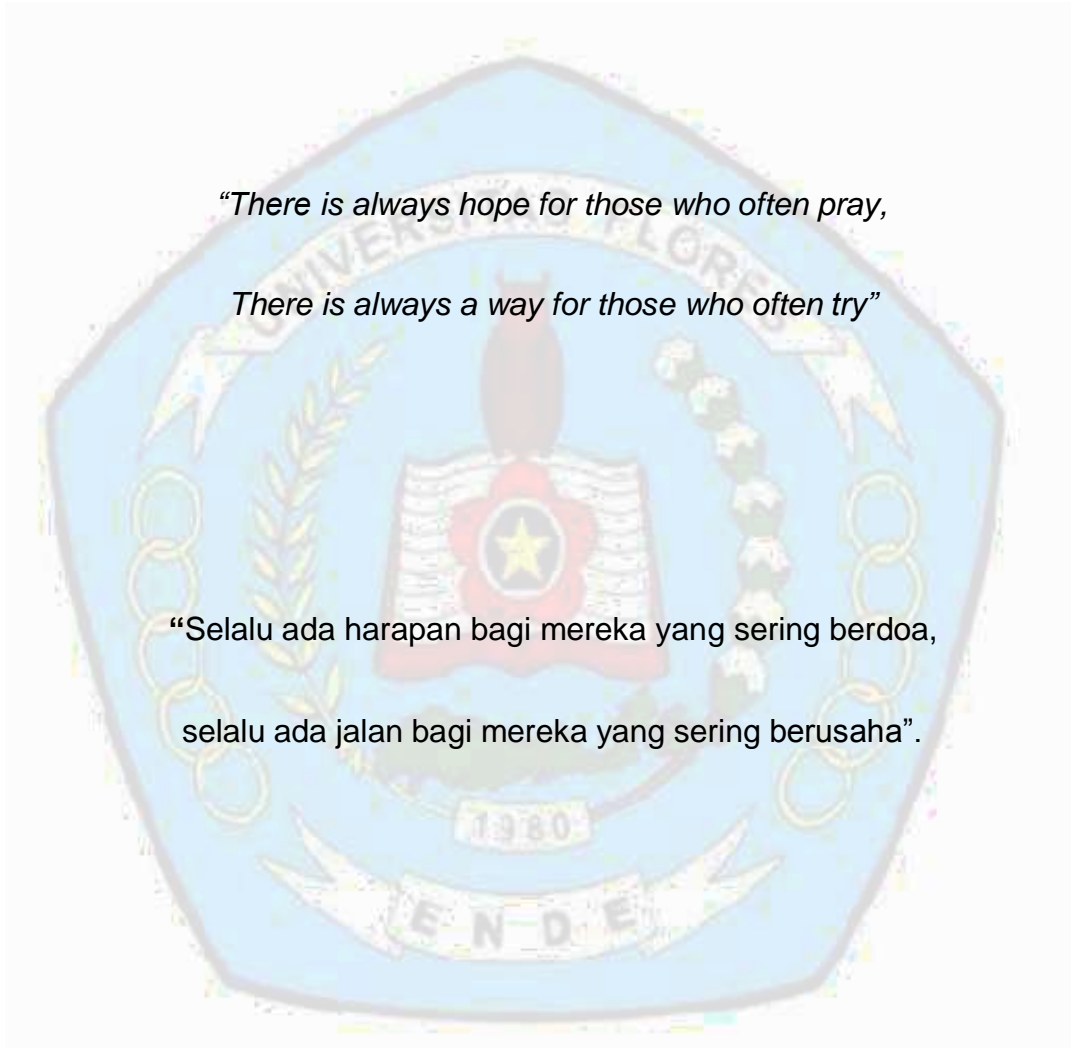 UNIVERSITAS FLORES
“There is always hope for those who often pray,
There is always a way for those who often try”
“Selalu ada harapan bagi mereka yang sering berdoa,
selalu ada jalan bagi mereka yang sering berusaha”.
1980
ENDE